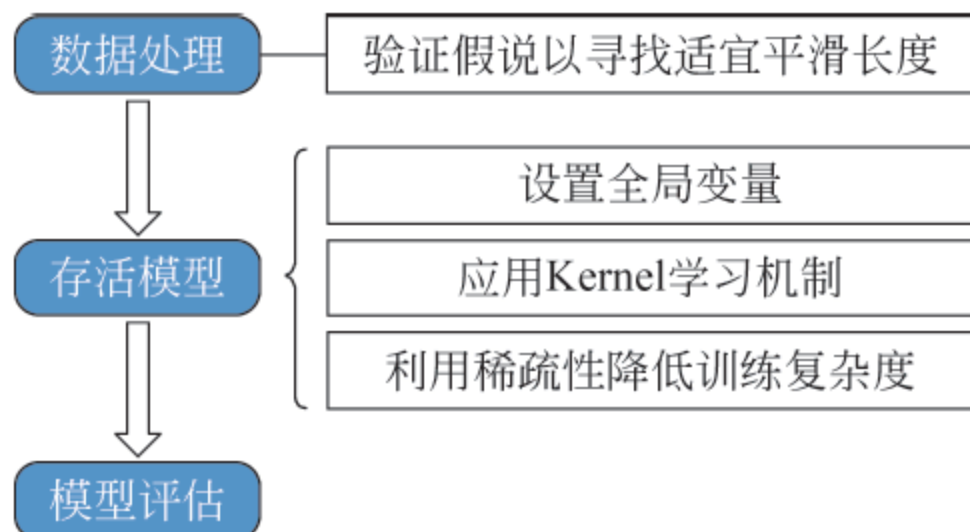 数据处理
验证假说以寻找适宜平滑长度
设置全局变量
存活模型
应用Kernel学习机制
利用稀疏性降低训练复杂度
模型评估